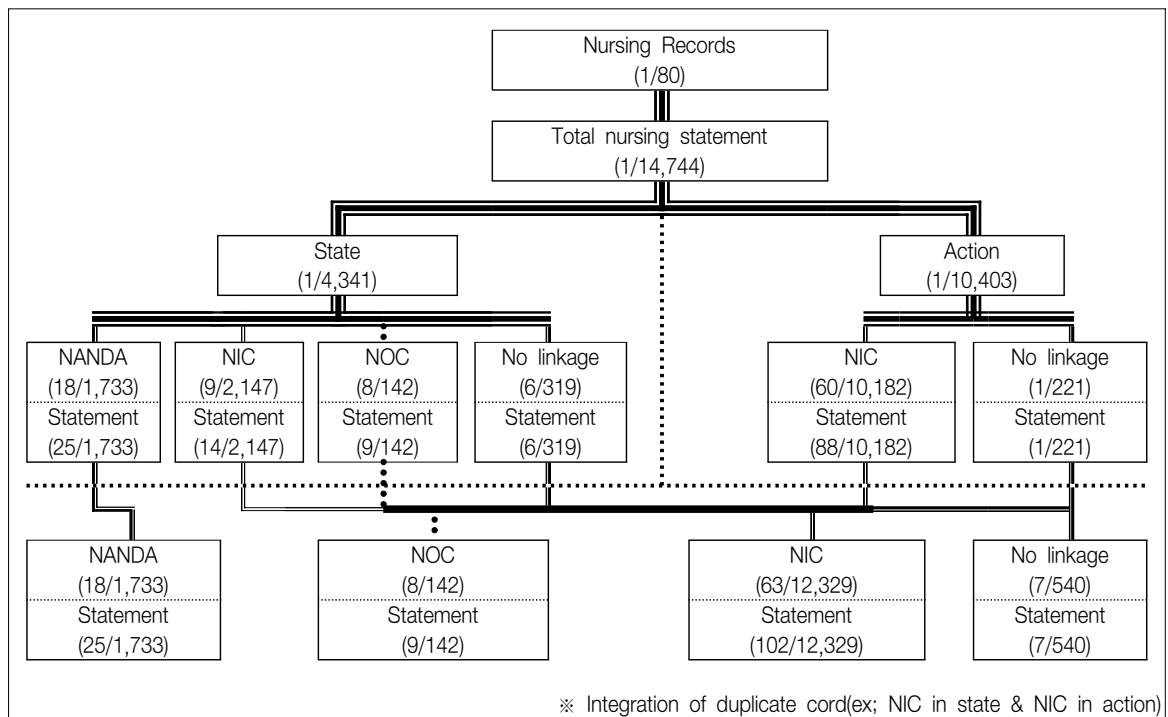 Nursing Records
(1/80)
Total nursing statement
(1/14,744)
State
(1/4,341)
Action
(1/10,403)
NANDA
(18/1,733)
Statement
(25/1,733)
NIC
(9/2,147)
Statement
(14/2,147)
NOC
(8/142)
Statement
(9/142)
No linkage
(6/319)
Statement
(6/319)
NIC
(60/10,182)
Statement
(88/10,182)
No linkage
(1/221)
Statement
(1/221)
NANDA
(18/1,733)
Statement
(25/1,733)
NOC
(8/142)
Statement
(9/142)
NIC
(63/12,329)
Statement
(102/12,329)
No linkage
(7/540)
Statement
(7/540)
※ Integration of duplicate cord(ex; NIC in state & NIC in action)